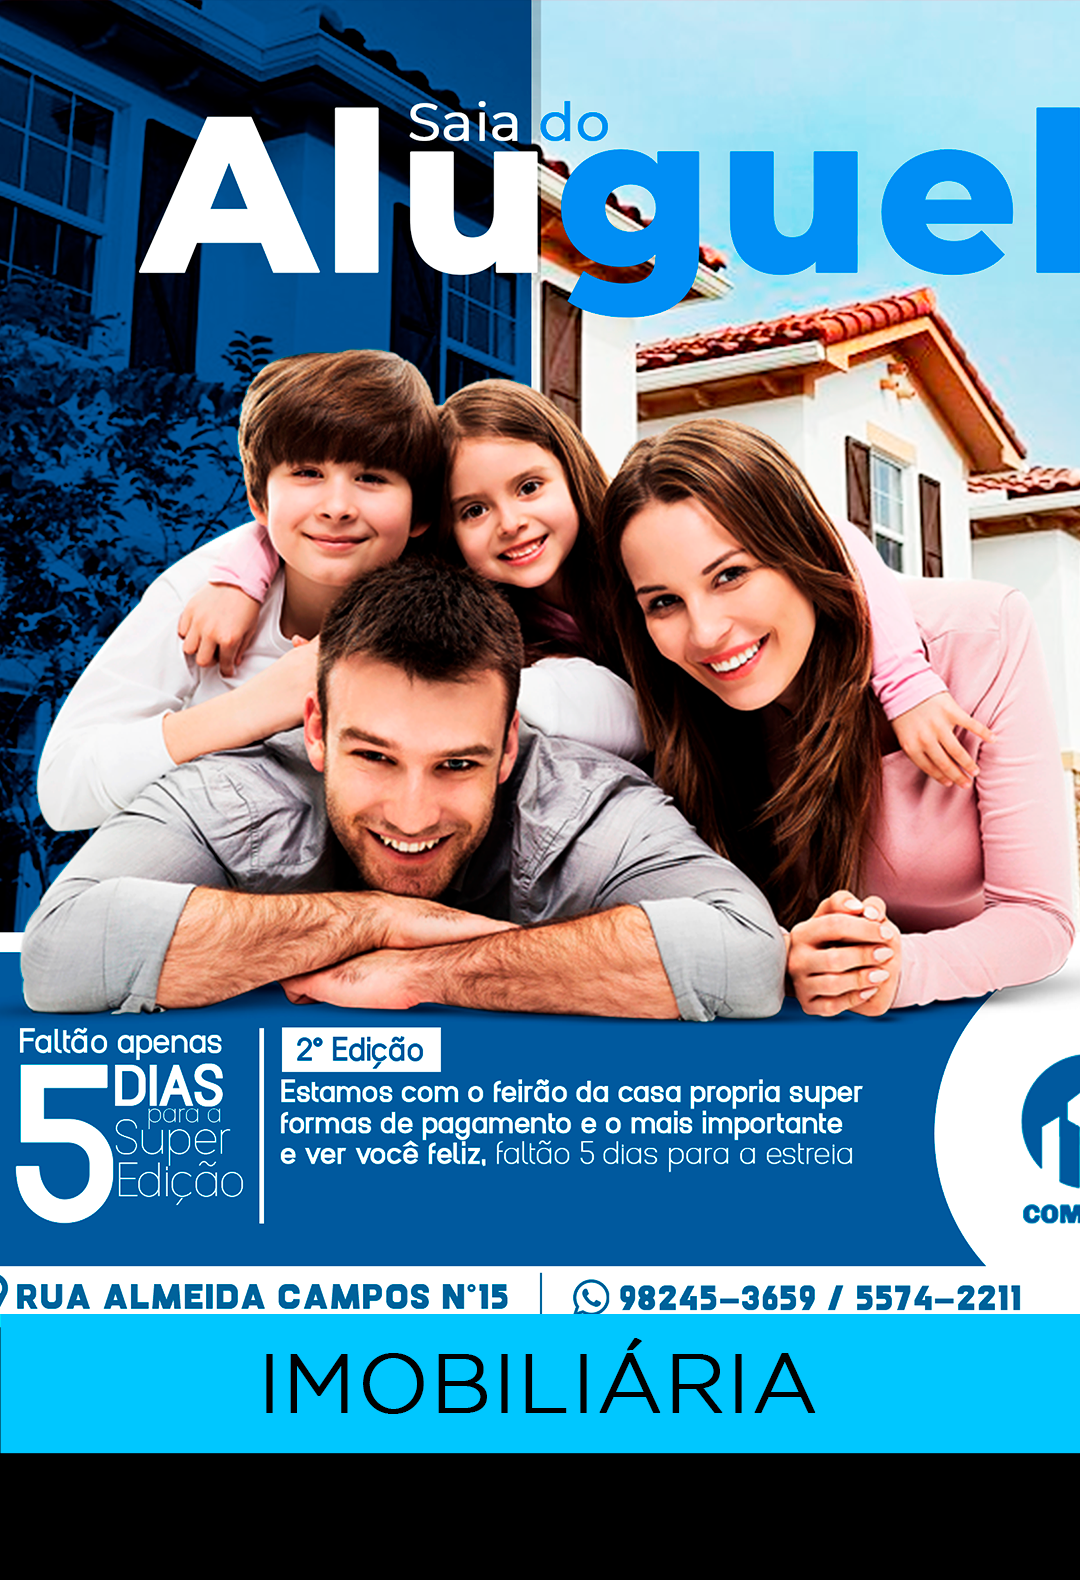 Saia do
Aluguel
Faltão apenas
5 DIAS
para a
Super
Edição
2° Edição
Estamos com o feirão da casa propria super
formas de pagamento e o mais importante
e ver você feliz, faltão 5 dias para a estreia
COM
RUA ALMEIDA CAMPOS N°15
98245-3659 / 5574-2211
IMOBILIÁRIA